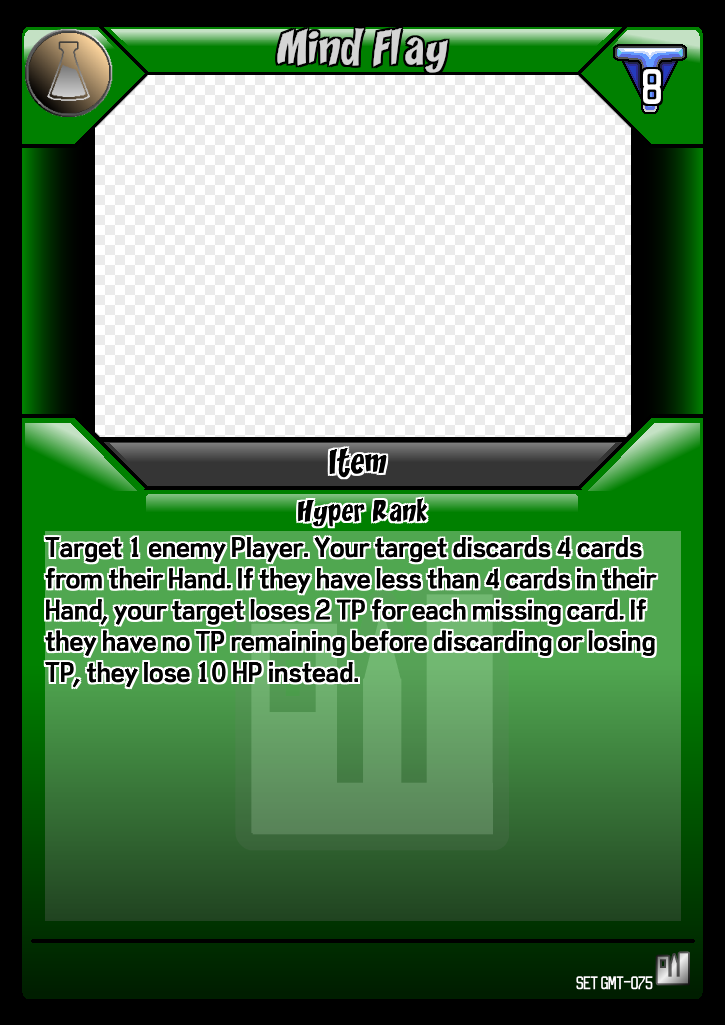 Mind Flay
8
Item
Hyper Rank
Target 1 enemy Player. Your target discards 4 cards
from their Hand. If they have less than 4 cards in their
Hand, your target loses 2 TP for each missing card. If
they have no TP remaining before discarding or losing
TP, they lose 10 HP instead.
SET GMT-075